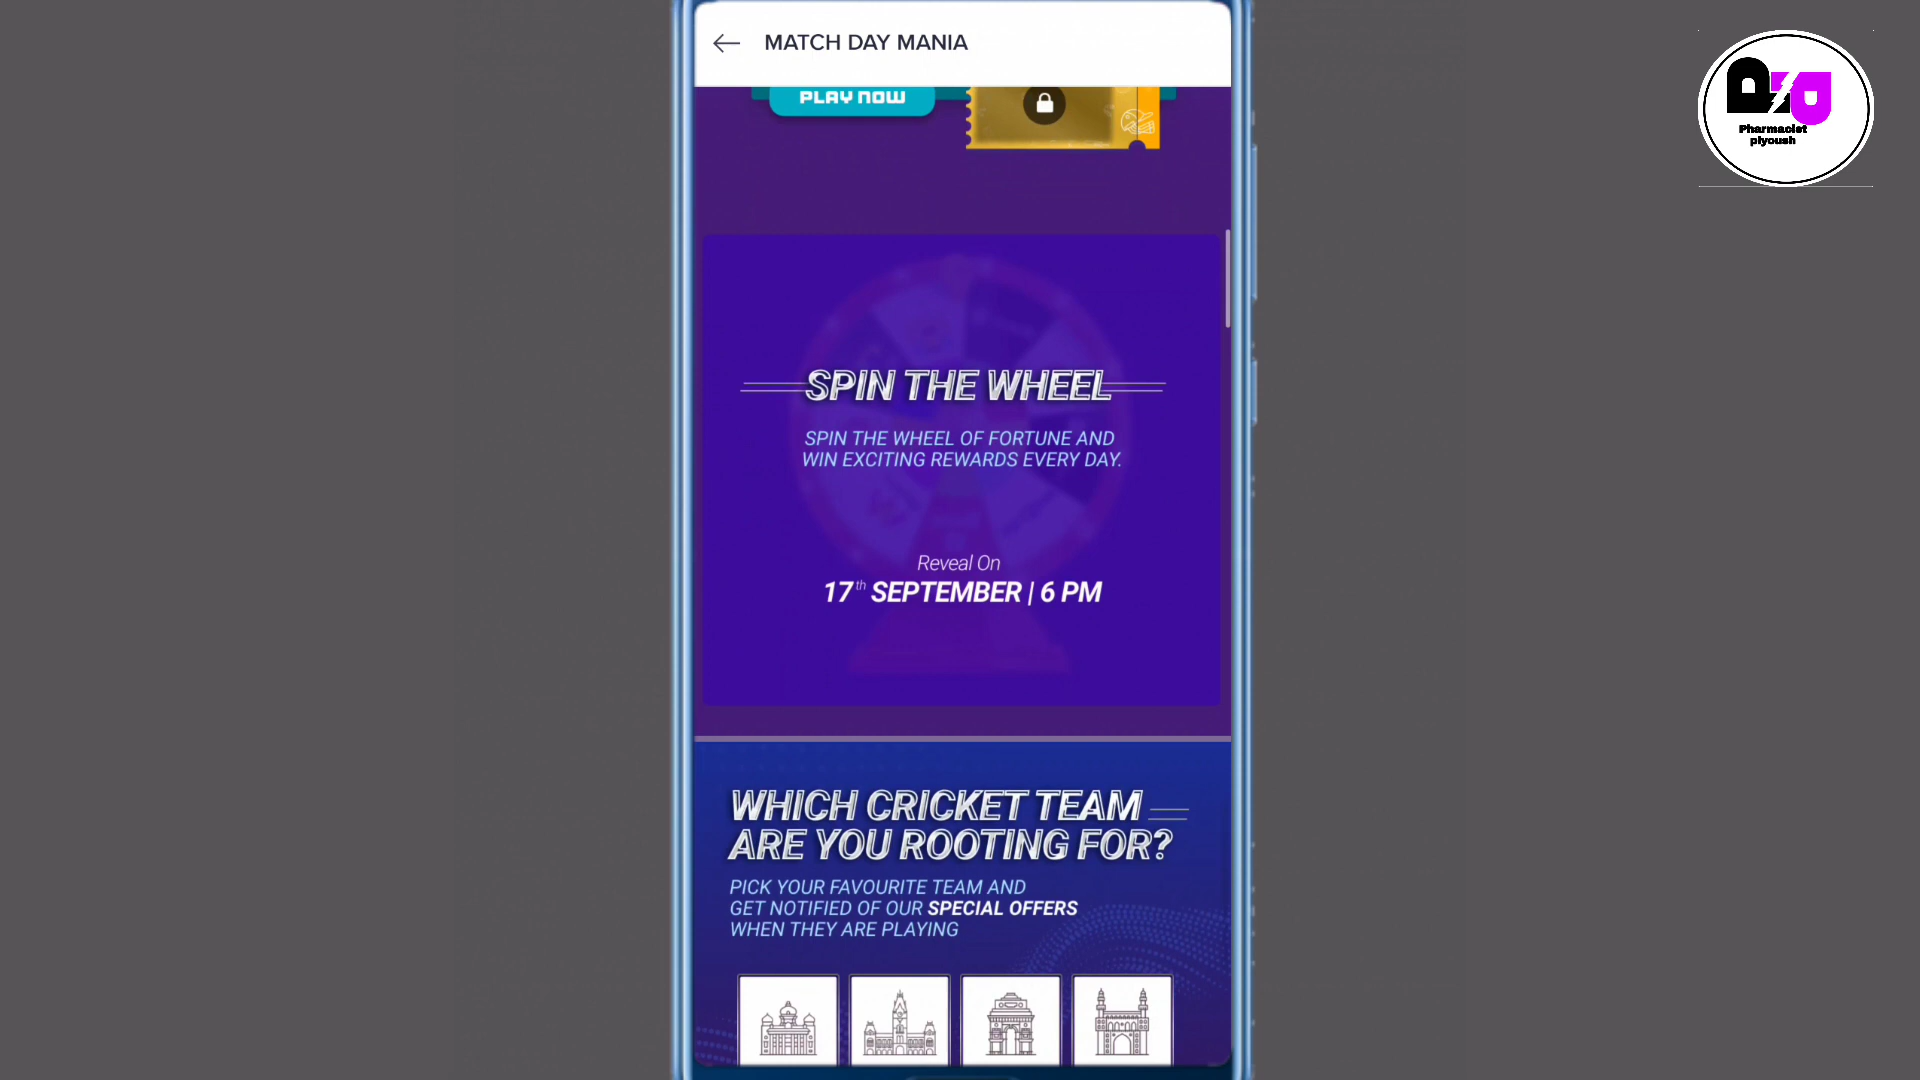 MATCH DAY MANIA
PLAY NOW
Pharmacist
piyoush
SPIN THE WHEEL
SPIN THE WHEEL OF FORTUNE AND
WIN EXCITING REWARDS EVERY DAY.
Reveal On
17th SEPTEMBER | 6 PM
WHICH CRICKET TEAM
ARE YOU ROOTING FOR?
PICK YOUR FAVOURITE TEAM AND
GET NOTIFIED OF OUR SPECIAL OFFERS
WHEN THEY ARE PLAYING